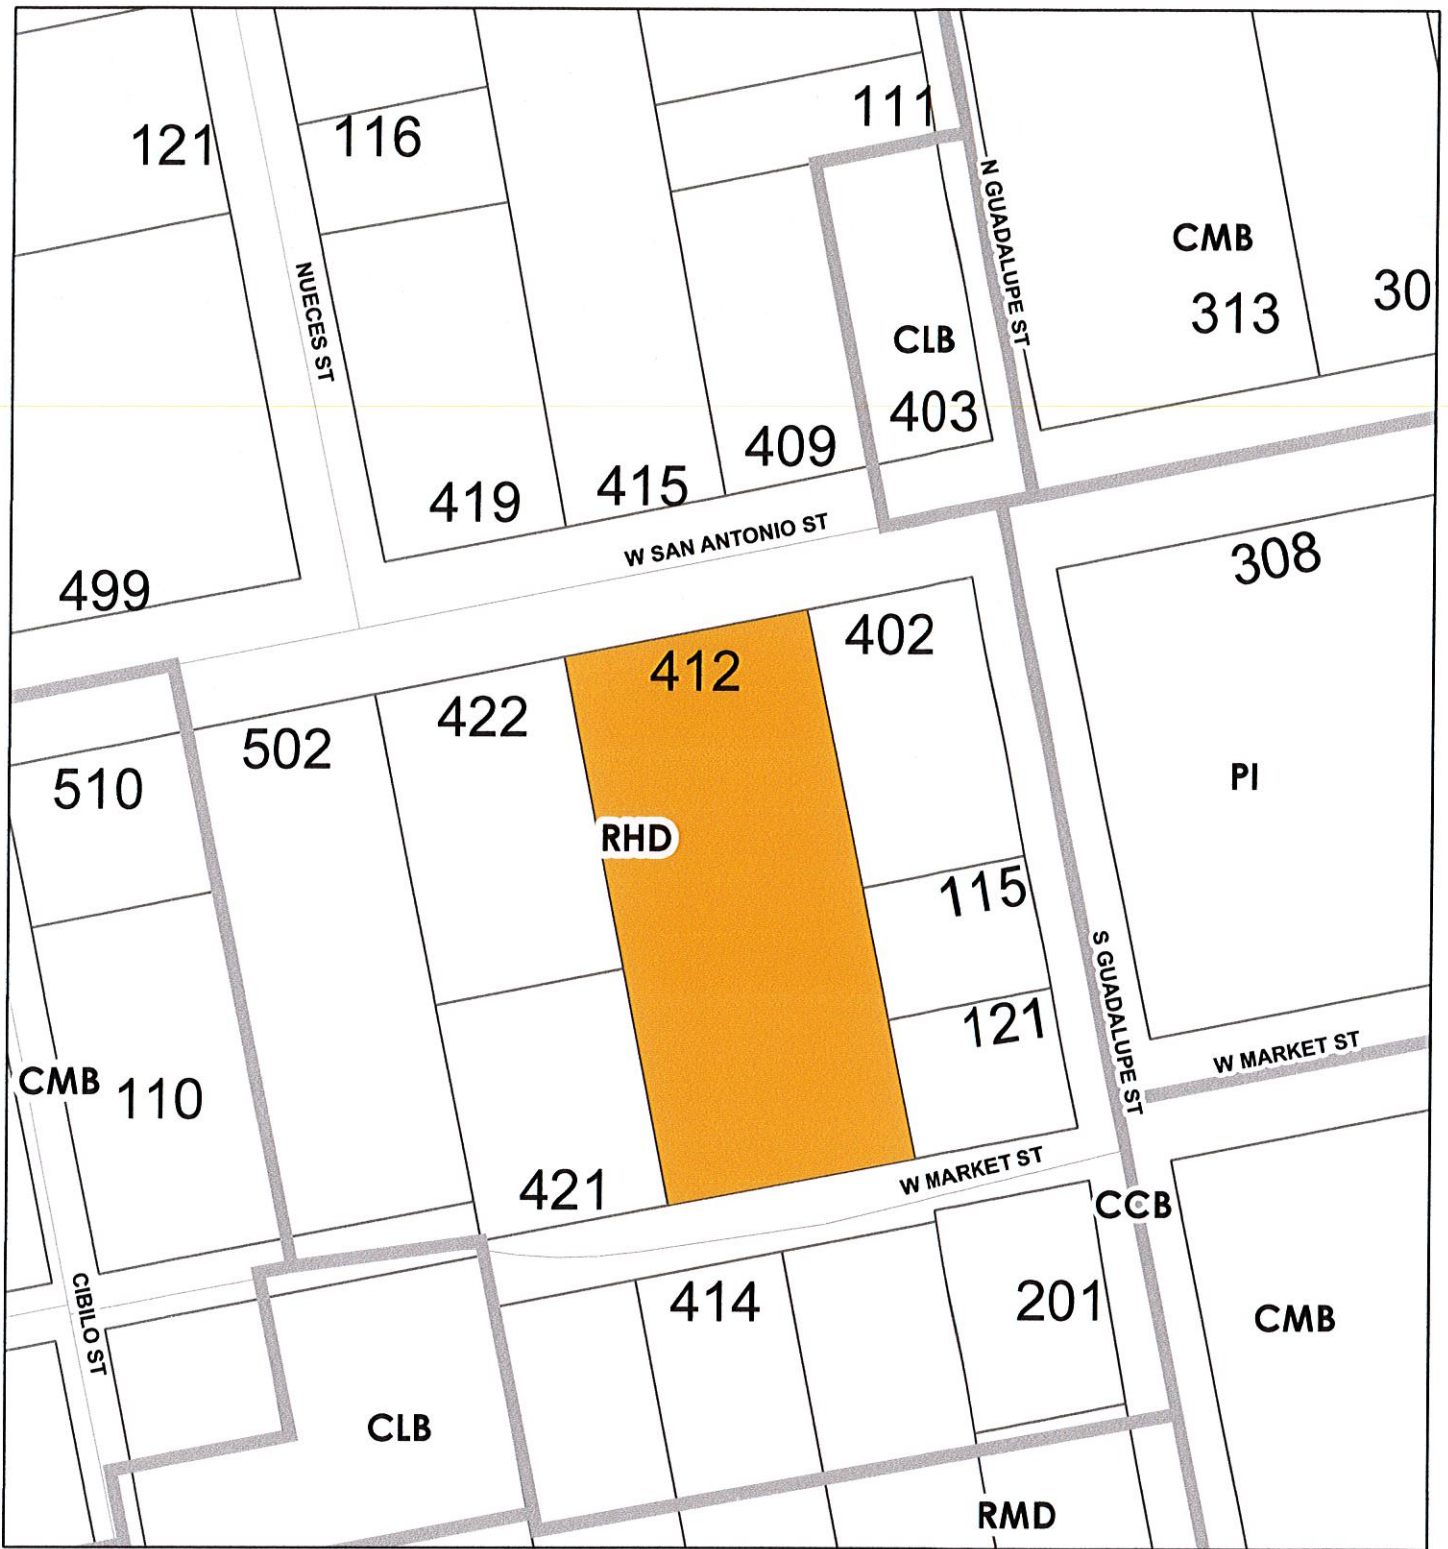 111
121
116
N GUADALUPE ST
CMB
NUECES ST
30
313
CLB
403
409
415
419
W SAN ANTONIO ST
308
499
402
412
422
502
PI
510
RHD
115
121
S GUADALUPE ST
W MARKET ST
CMB
110
W MARKET ST
421
CCB
414
201
CIBILO ST
CMB
CLB
RMD